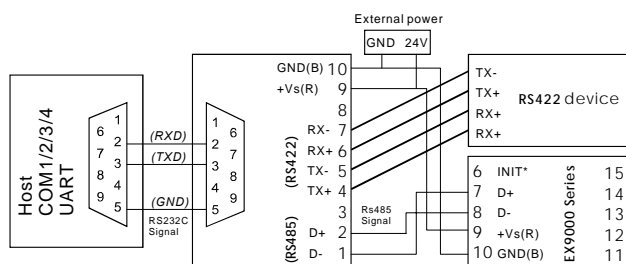 External power
GND 24V
Host
COM1/2/3/4
UART
1
2
3
4
5
6
7
8
9
(RXD)
(TXD)
(GND)
RS232C
Signal
1
2
3
4
5
6
7
8
9
GND(B) 10
+Vs(R) 9
8
RX- 7
RX+ 6
TX- 5
TX+ 4
3
D+ 2
D- 1
(RS422)
(RS485)
Rs485
Signal
TX-
TX+
RX+
RX+
RS422 device
6 INIT* 15
7 D+ 14
8 D- 13
9 +Vs(R) 12
10 GND(B) 11
EX9000 Series